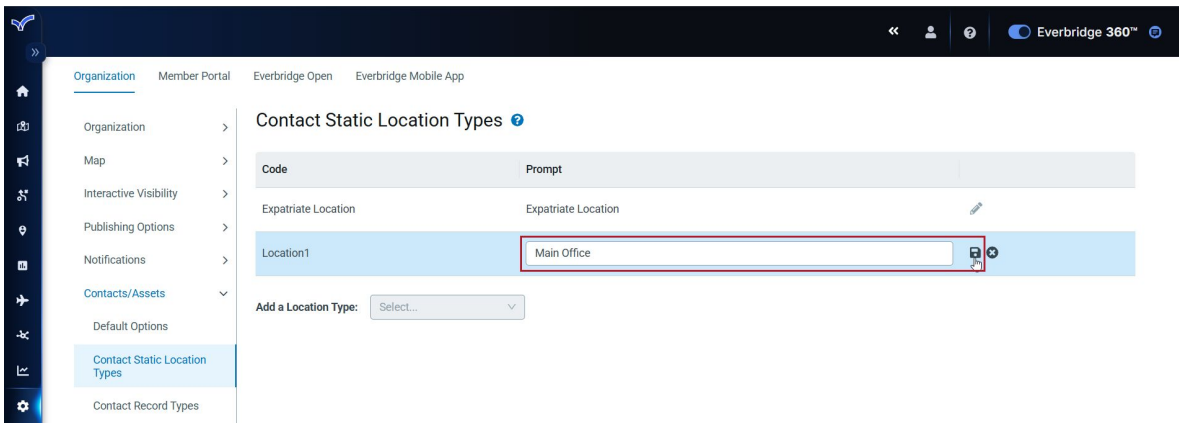 Everbridge 360™
Organization Member Portal Everbridge Open Everbridge Mobile App
Organization
Map
Interactive Visibility
Publishing Options
Notifications
Contacts/Assets
Default Options
Contact Static Location
Types
Contact Record Types
Contact Static Location Types
Code Prompt
Expatriate Location Expatriate Location
Location1 Main Office
Add a Location Type: Select...